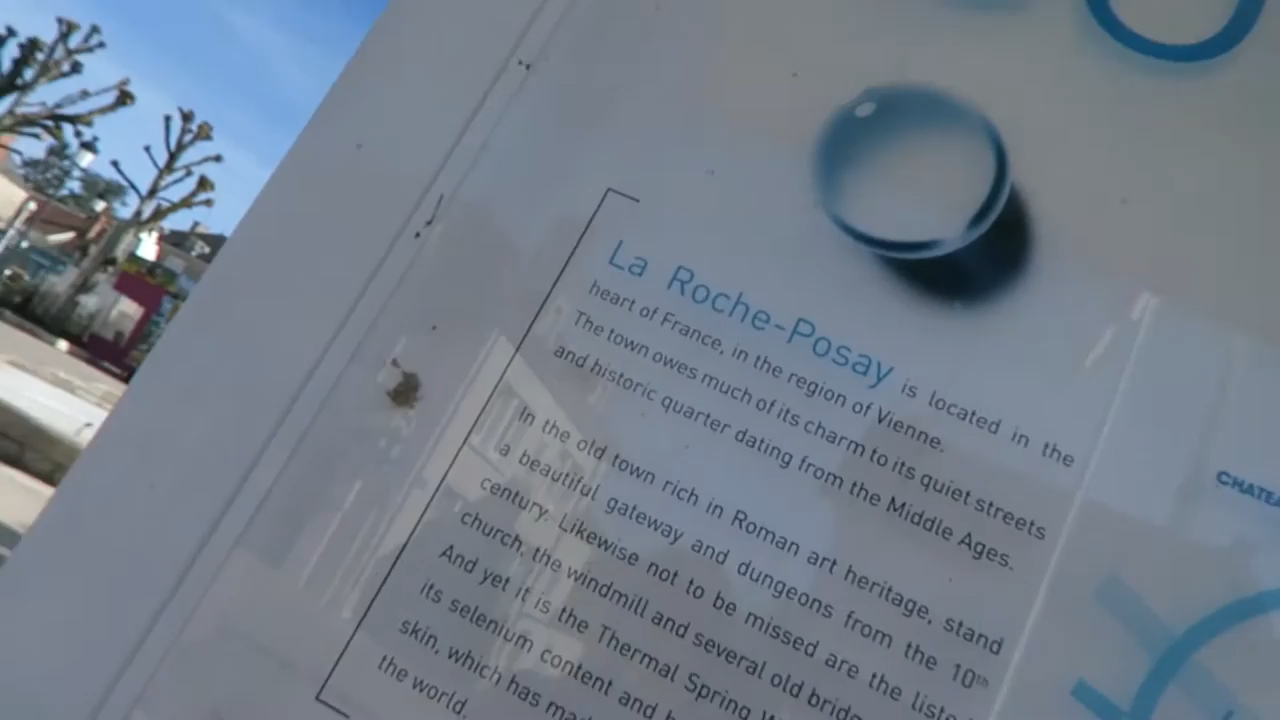 La Roche-Posay is located in the
heart of France, in the region of Vienne.
The town owes much of its charm to its quiet streets
and historic quarter dating from the Middle Ages.
In the old town rich in Roman art heritage, stand
a beautiful gateway and dungeons from the 10th
century. Likewise not to be missed are the
church, the windmill and several old
And yet it is the Thermal Spring
its selenium content and
skin, which has
the world.